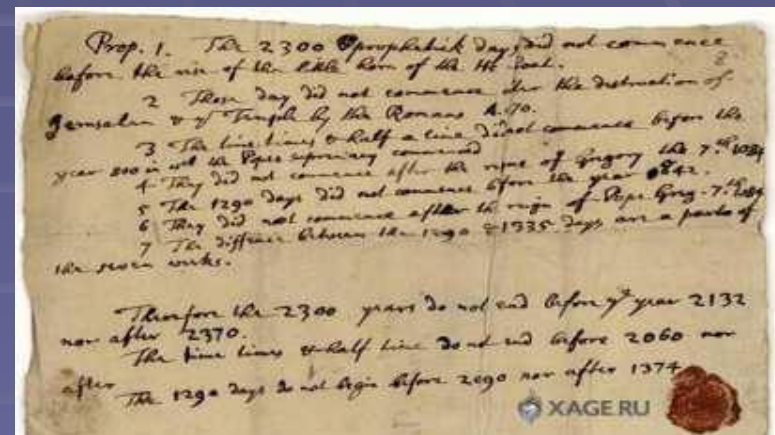 Prop. 1. The 2300 prophetick days did not commence
before the rise of the little horn of the He Goat.
8.
2 Those day did not commence after the destruction of
Jerusalem & ye Temple by the Romans A. 70.
3 The time times & half a time did not commence before the
year 800 in wch the Popes supremacy commenced
4 They did not commence after the reigne of Gregory the 7th. 1084
5 The 1290 days did not commence before the year 842.
6 They did not commence after the reign of Pope Greg. 7th. 1084
7 The diffence between the 1290 & 1335 days are a parts of
the seven weeks.
Therefore the 2300 years do not end before ye year 2132
nor after 2370.
The time times & half time do not end before 2060 nor
after
The 1290 days do not begin before 2090 nor after 1374
XAGE.RU